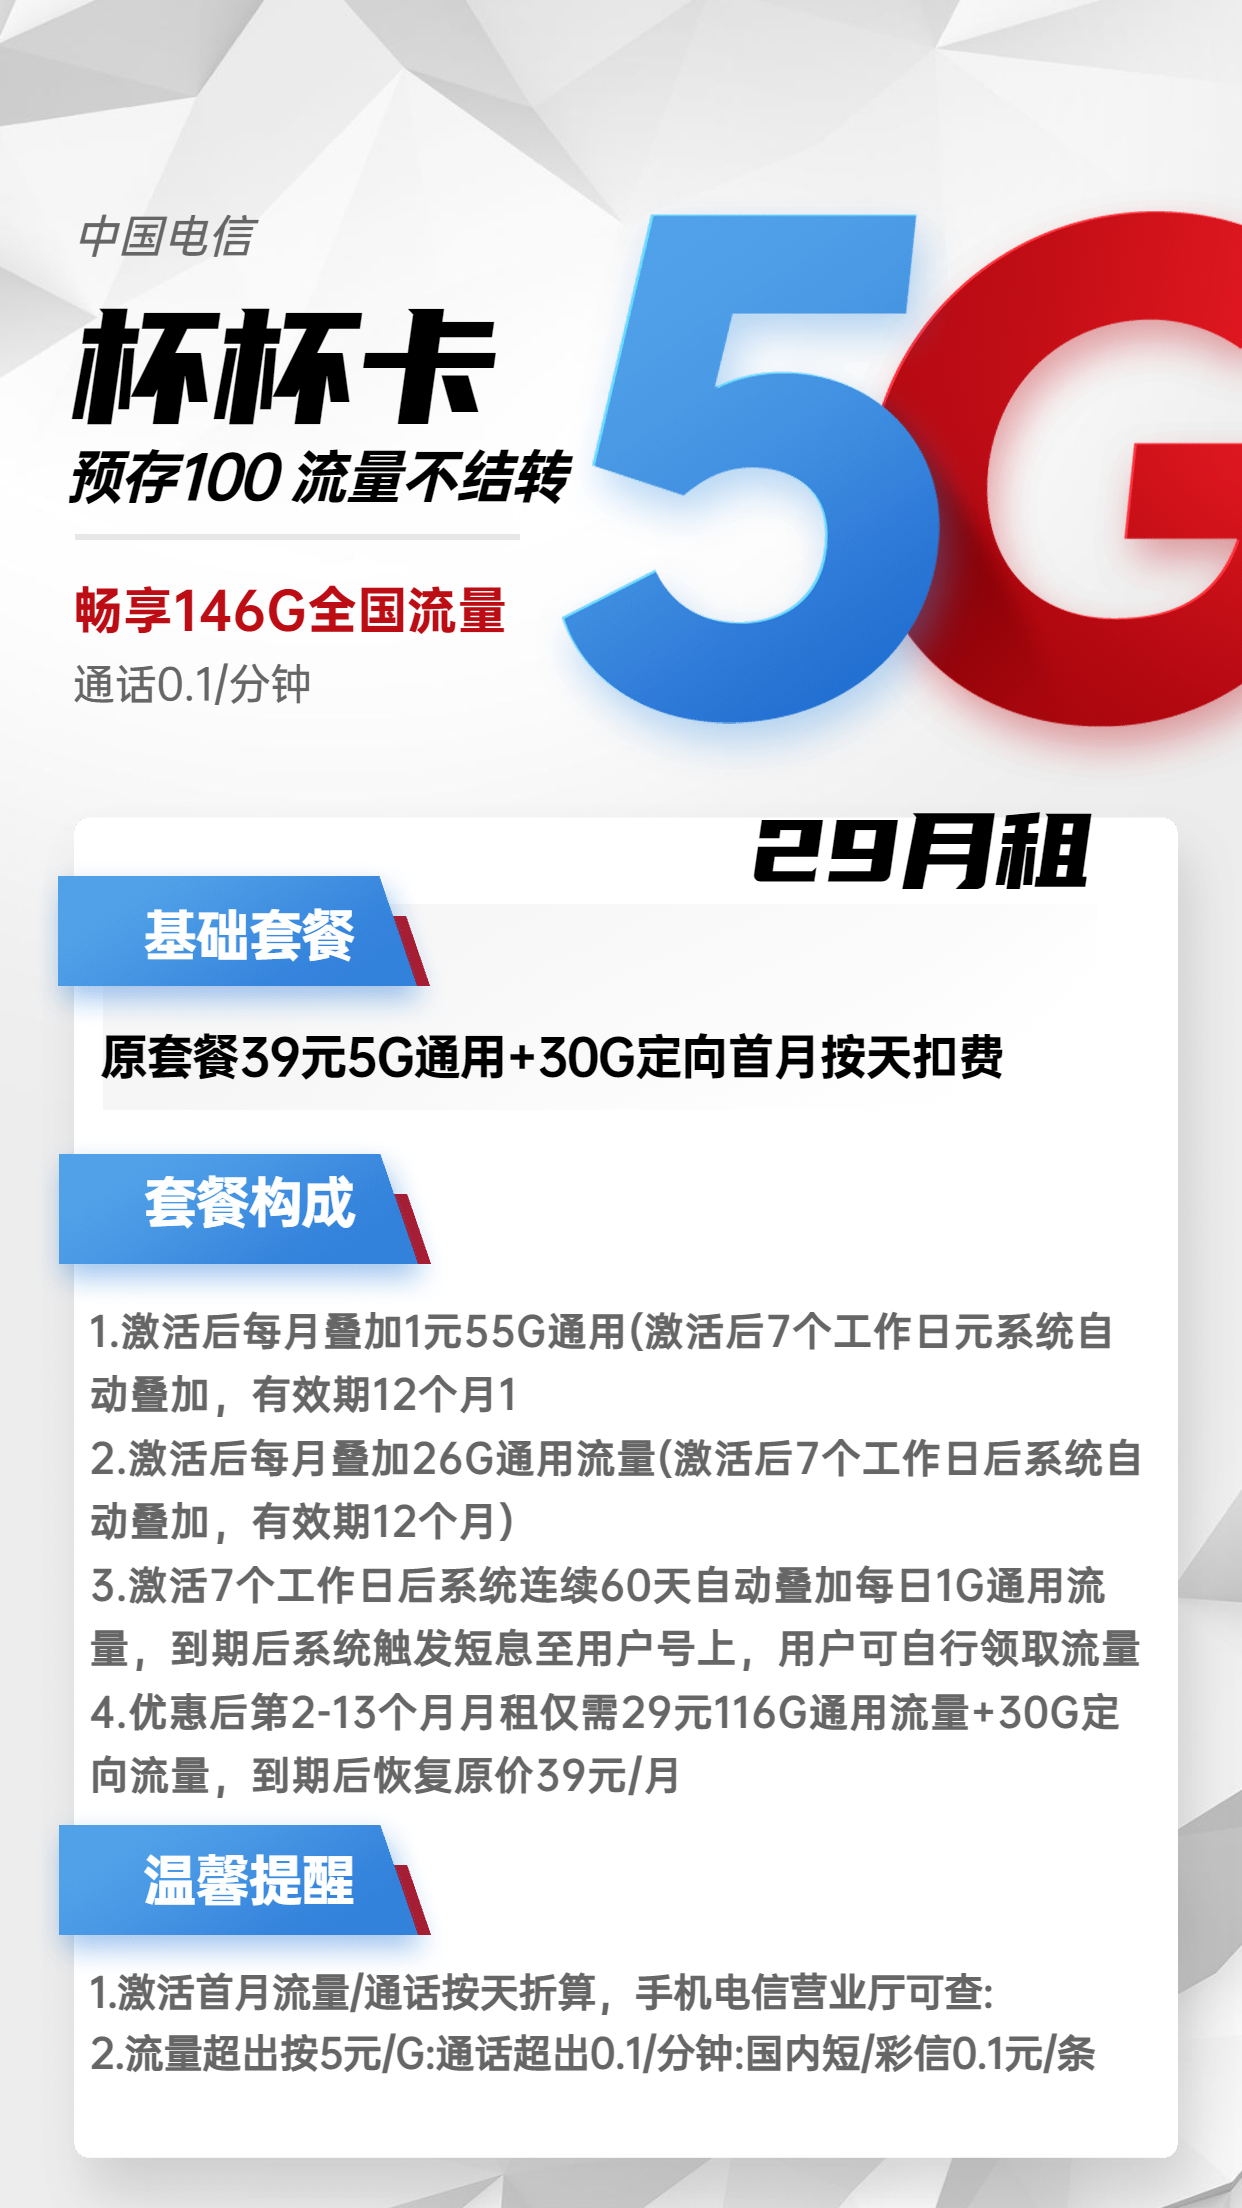 中国电信
杯杯卡
预存100 流量不结转
畅享146G全国流量
通话0.1/分钟
5G
29月租
基础套餐
原套餐39元5G通用+30G定向首月按天扣费
套餐构成
1.激活后每月叠加1元55G通用(激活后7个工作日元系统自
动叠加，有效期12个月1
2.激活后每月叠加26G通用流量(激活后7个工作日后系统自
动叠加，有效期12个月)
3.激活7个工作日后系统连续60天自动叠加每日1G通用流
量，到期后系统触发短息至用户号上，用户可自行领取流量
4.优惠后第2-13个月月租仅需29元116G通用流量+30G定
向流量，到期后恢复原价39元/月
温馨提醒
1.激活首月流量/通话按天折算，手机电信营业厅可查:
2.流量超出按5元/G:通话超出0.1/分钟:国内短/彩信0.1元/条